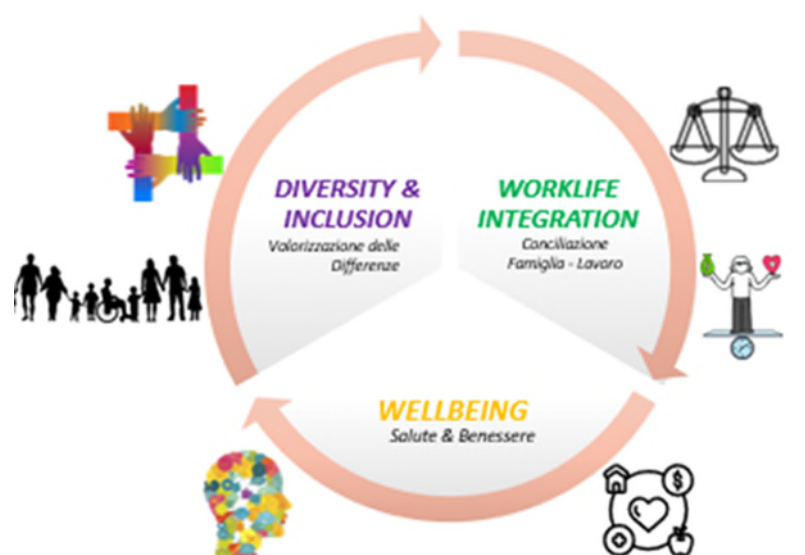 DIVERSITY &
INCLUSION
Valorizzazione delle
Differenze
WORKLIFE
INTEGRATION
Conciliazione
Famiglia - Lavoro
WELLBEING
Salute & Benessere
$